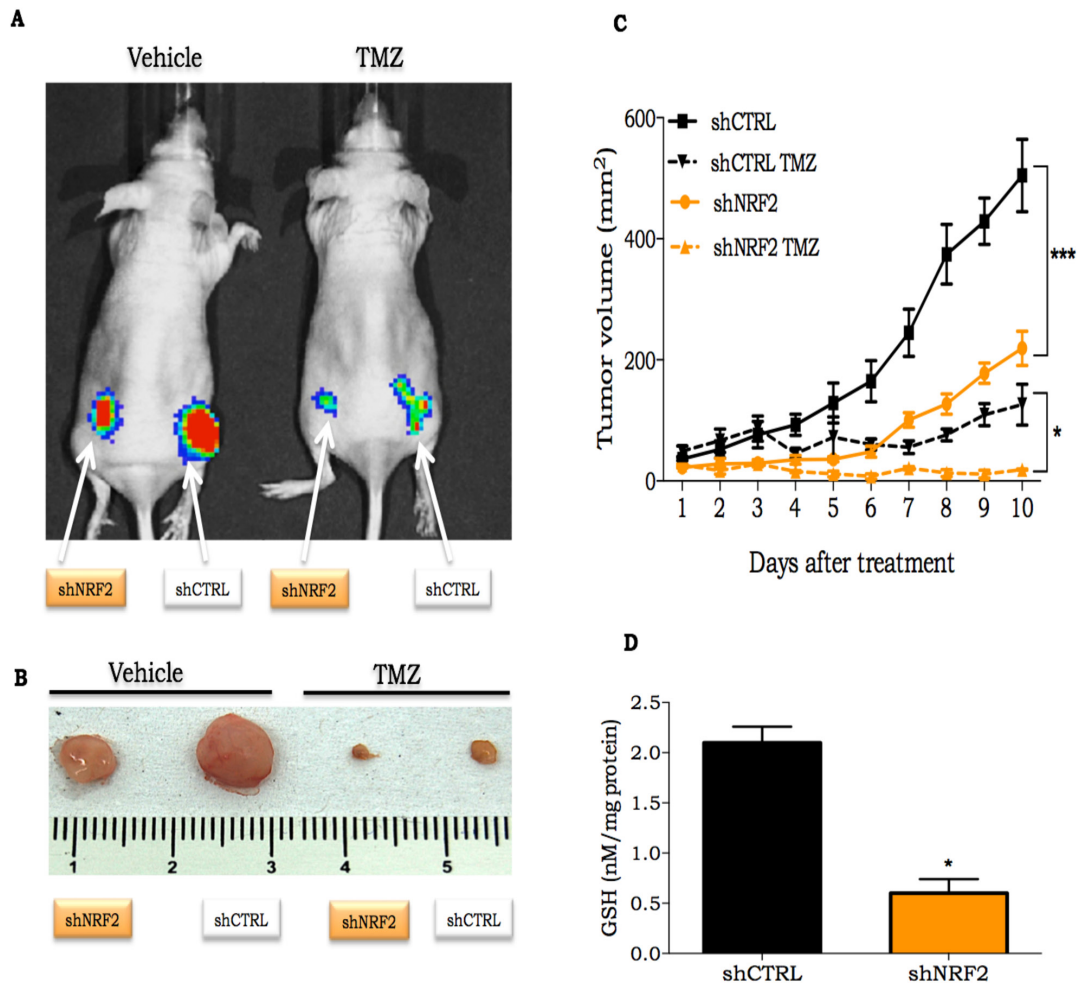 A
Vehicle TMZ
shNRF2 shCTRL shNRF2 shCTRL
B
Vehicle TMZ
1 2 3 4 5
shNRF2 shCTRL shNRF2 shCTRL
C
Tumor volume (mm²)
600
400
200
0
shCTRL
shCTRL TMZ
shNRF2
shNRF2 TMZ
***
*
1 2 3 4 5 6 7 8 9 10
Days after treatment
D
GSH (nM/mg protein)
2.5
2.0
1.5
1.0
0.5
0.0
*
shCTRL shNRF2